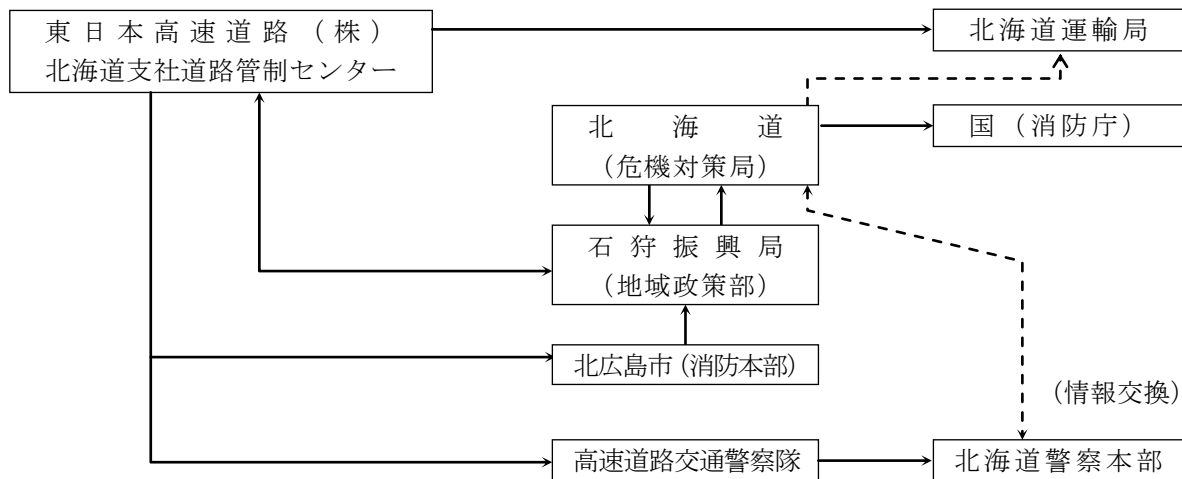 東日本高速道路（株）
北海道支社道路管制センター
北海道運輸局
北海道
（危機対策局）
国（消防庁）
石狩振興局
（地域政策部）
北広島市（消防本部）
（情報交換）
高速道路交通警察隊
北海道警察本部